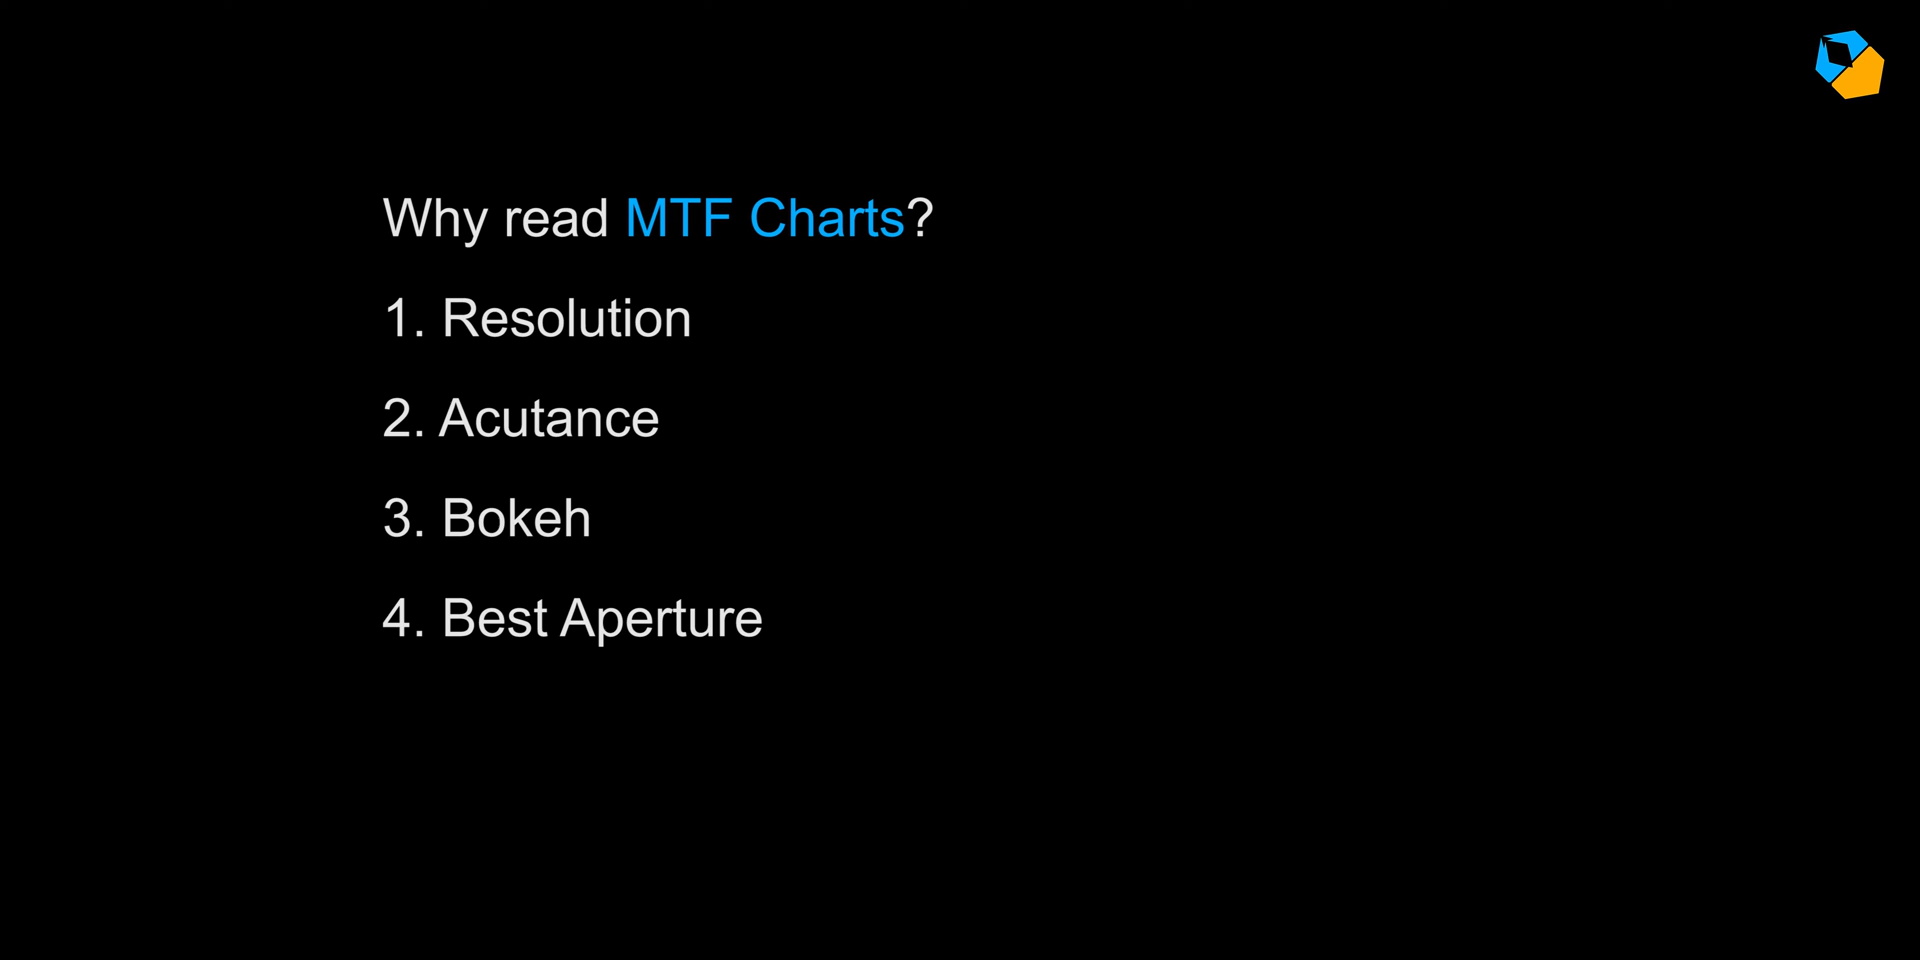 Why read MTF Charts?
1. Resolution
2. Acutance
3. Bokeh
4. Best Aperture